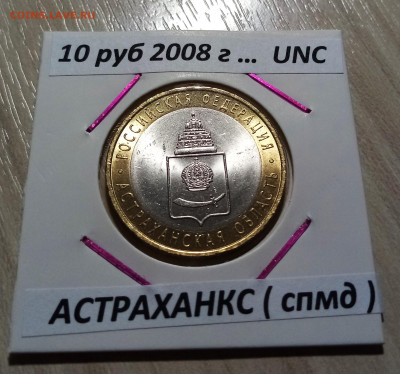 10 руб 2008 г ... UNC
РОССИЙСКАЯ ФЕДЕРАЦИЯ
АСТРАХАНСКАЯ ОБЛАСТЬ
АСТРАХАНКС ( спмд )